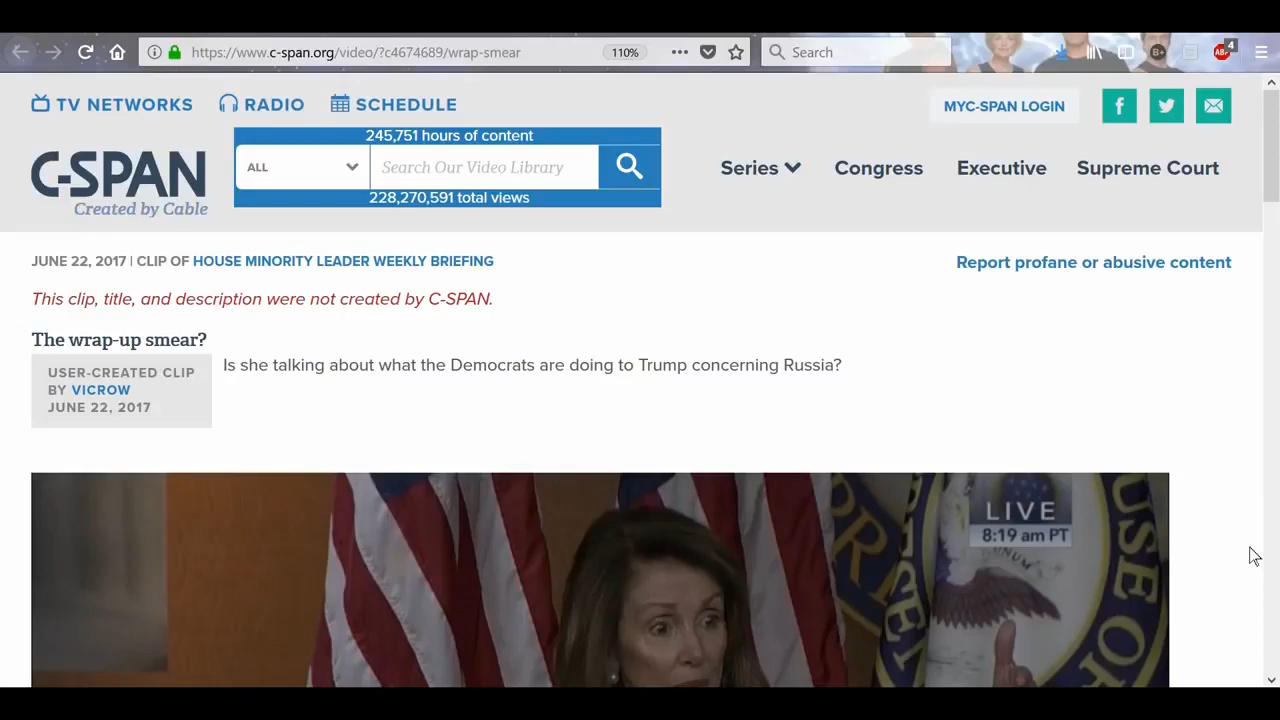 https://www.c-span.org/video/?c4674689/wrap-smear
110%
Search
B+
ABP
4
TV NETWORKS
RADIO
SCHEDULE
MYC-SPAN LOGIN
245,751 hours of content
C-SPAN
Created by Cable
ALL
Search Our Video Library
228,270,591 total views
Series
Congress
Executive
Supreme Court
JUNE 22, 2017 | CLIP OF HOUSE MINORITY LEADER WEEKLY BRIEFING
Report profane or abusive content
This clip, title, and description were not created by C-SPAN.
The wrap-up smear?
USER-CREATED CLIP
BY VICROW
JUNE 22, 2017
Is she talking about what the Democrats are doing to Trump concerning Russia?
LIVE
8:19 am PT
USE OF